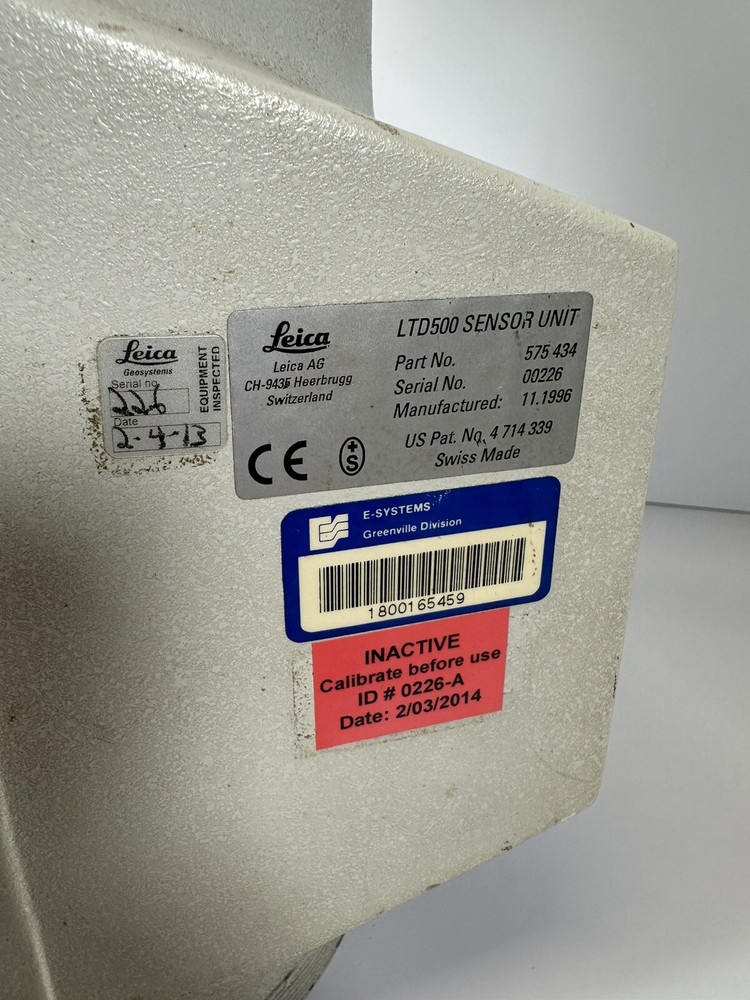 Leica
Geosystems
Serial no.
226
Date
2-4-13
EQUIPMENT
INSPECTED
Leica
Leica AG
CH-9435 Heerbrugg
Switzerland
CE
+
S
LTD500 SENSOR UNIT
Part No. 575 434
Serial No. 00226
Manufactured: 11.1996
US Pat. No. 4 714 339
Swiss Made
E-SYSTEMS
Greenville Division
1800165459
INACTIVE
Calibrate before use
ID # 0226-A
Date: 2/03/2014